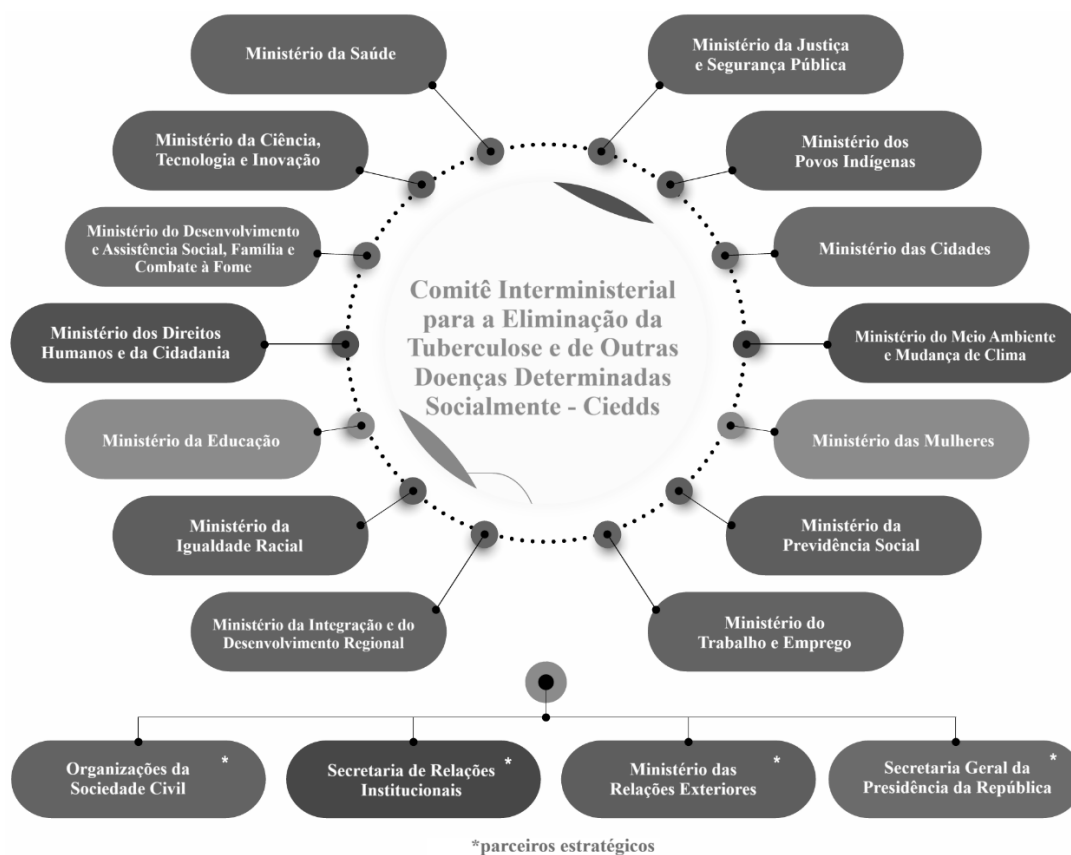 Ministério da Saúde
Ministério da Justiça
e Segurança Pública
Ministério da Ciência,
Tecnologia e Inovação
Ministério dos
Povos Indígenas
Ministério do Desenvolvimento
e Assistência Social, Família e
Combate à Fome
Ministério das Cidades
Comitê Interministerial
para a Eliminação da
Tuberculose e de Outras
Doenças Determinadas
Socialmente - Ciedds
Ministério dos Direitos
Humanos e da Cidadania
Ministério do Meio Ambiente
e Mudança de Clima
Ministério da Educação
Ministério das Mulheres
Ministério da
Igualdade Racial
Ministério da
Previdência Social
Ministério da Integração e do
Desenvolvimento Regional
Ministério do
Trabalho e Emprego
Organizações da *
Sociedade Civil
Secretaria de Relações *
Institucionais
Ministério das *
Relações Exteriores
Secretaria Geral da *
Presidência da República
*parceiros estratégicos